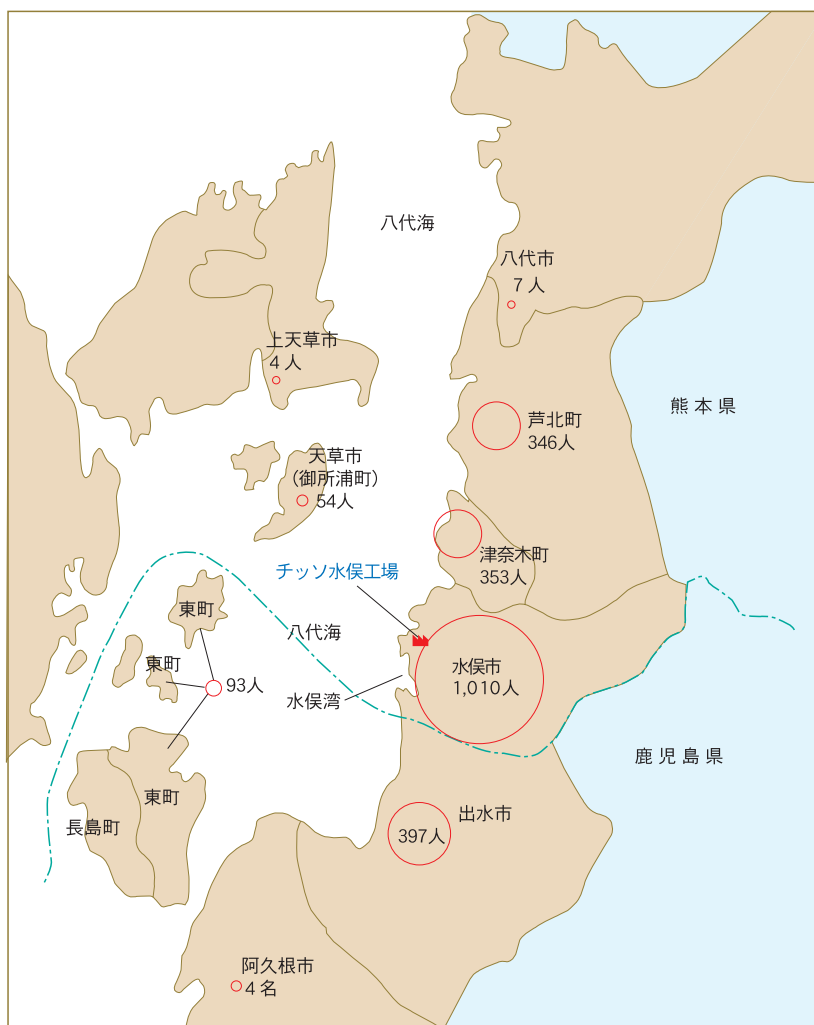 八代海
八代市
7人
上天草市
4人
熊本県
芦北町
346人
天草市
（御所浦町）
54人
津奈木町
353人
チッソ水俣工場
東町
八代海
東町
93人
水俣市
1,010人
水俣湾
鹿児島県
東町
長島町
出水市
397人
阿久根市
4名